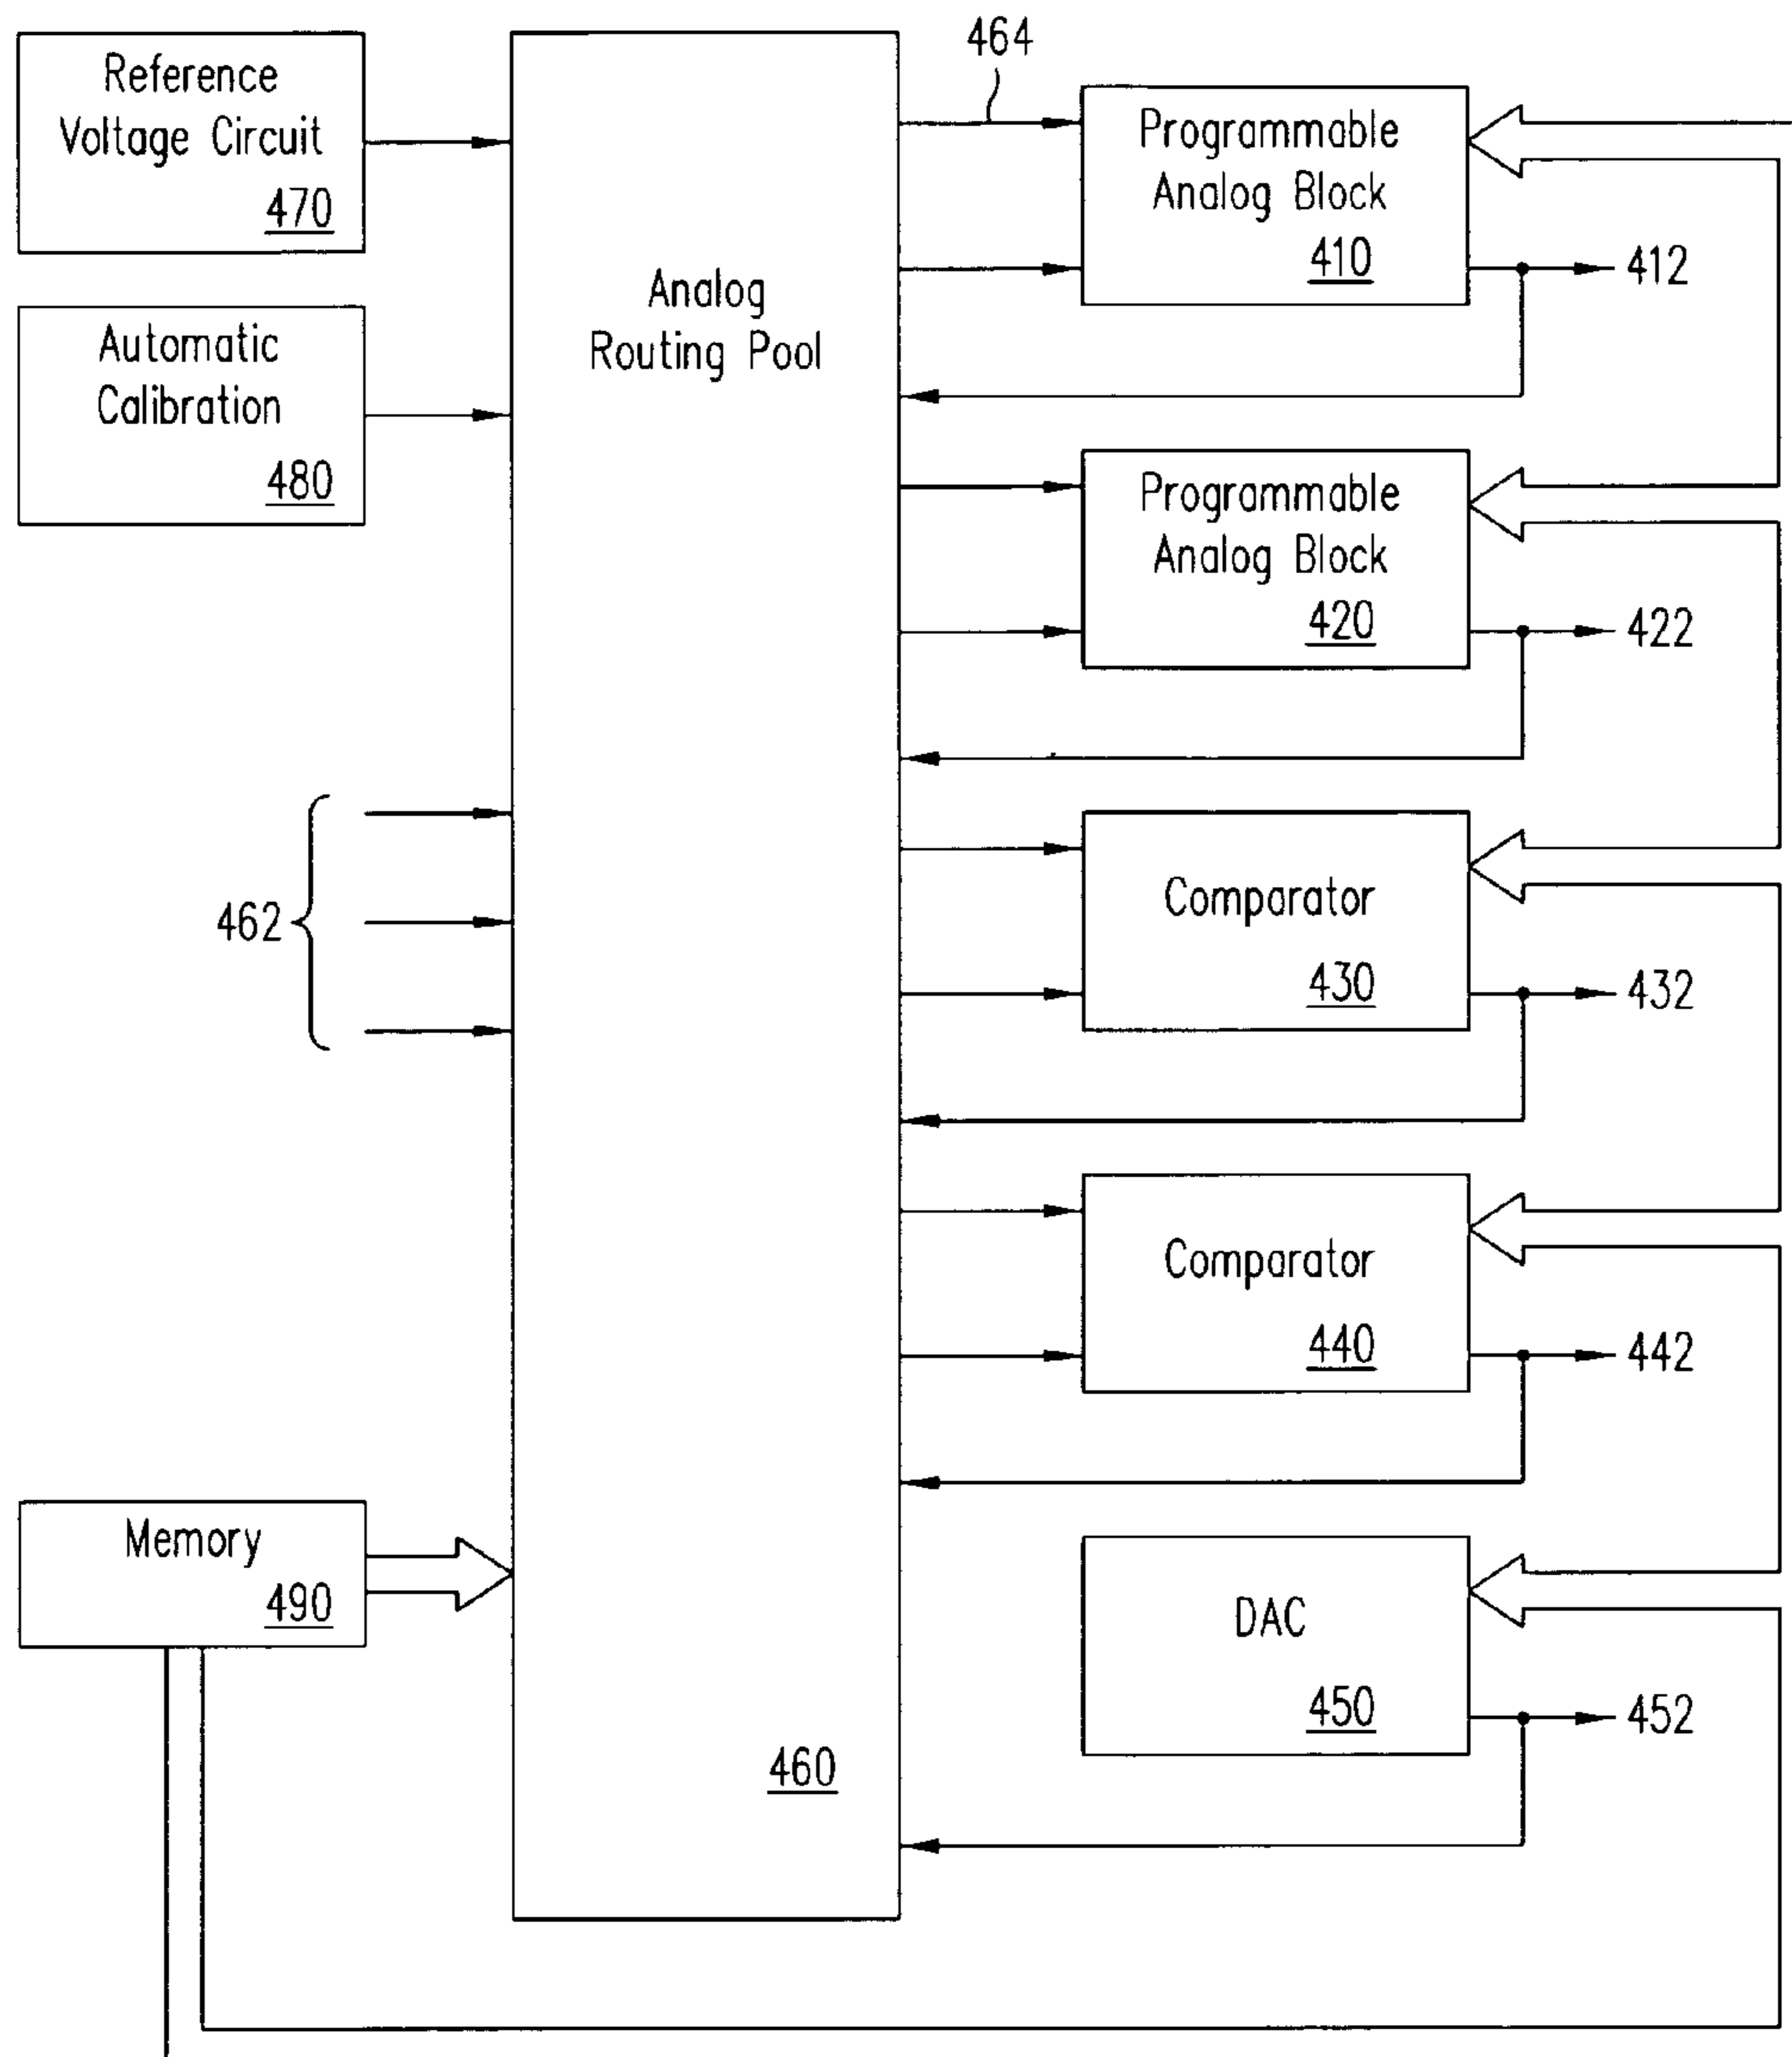 Reference
Voltage Circuit
470
Automatic
Calibration
480
462
Memory
490
Analog
Routing Pool
460
464
Programmable
Analog Block
410
412
Programmable
Analog Block
420
422
Comparator
430
432
Comparator
440
442
DAC
450
452